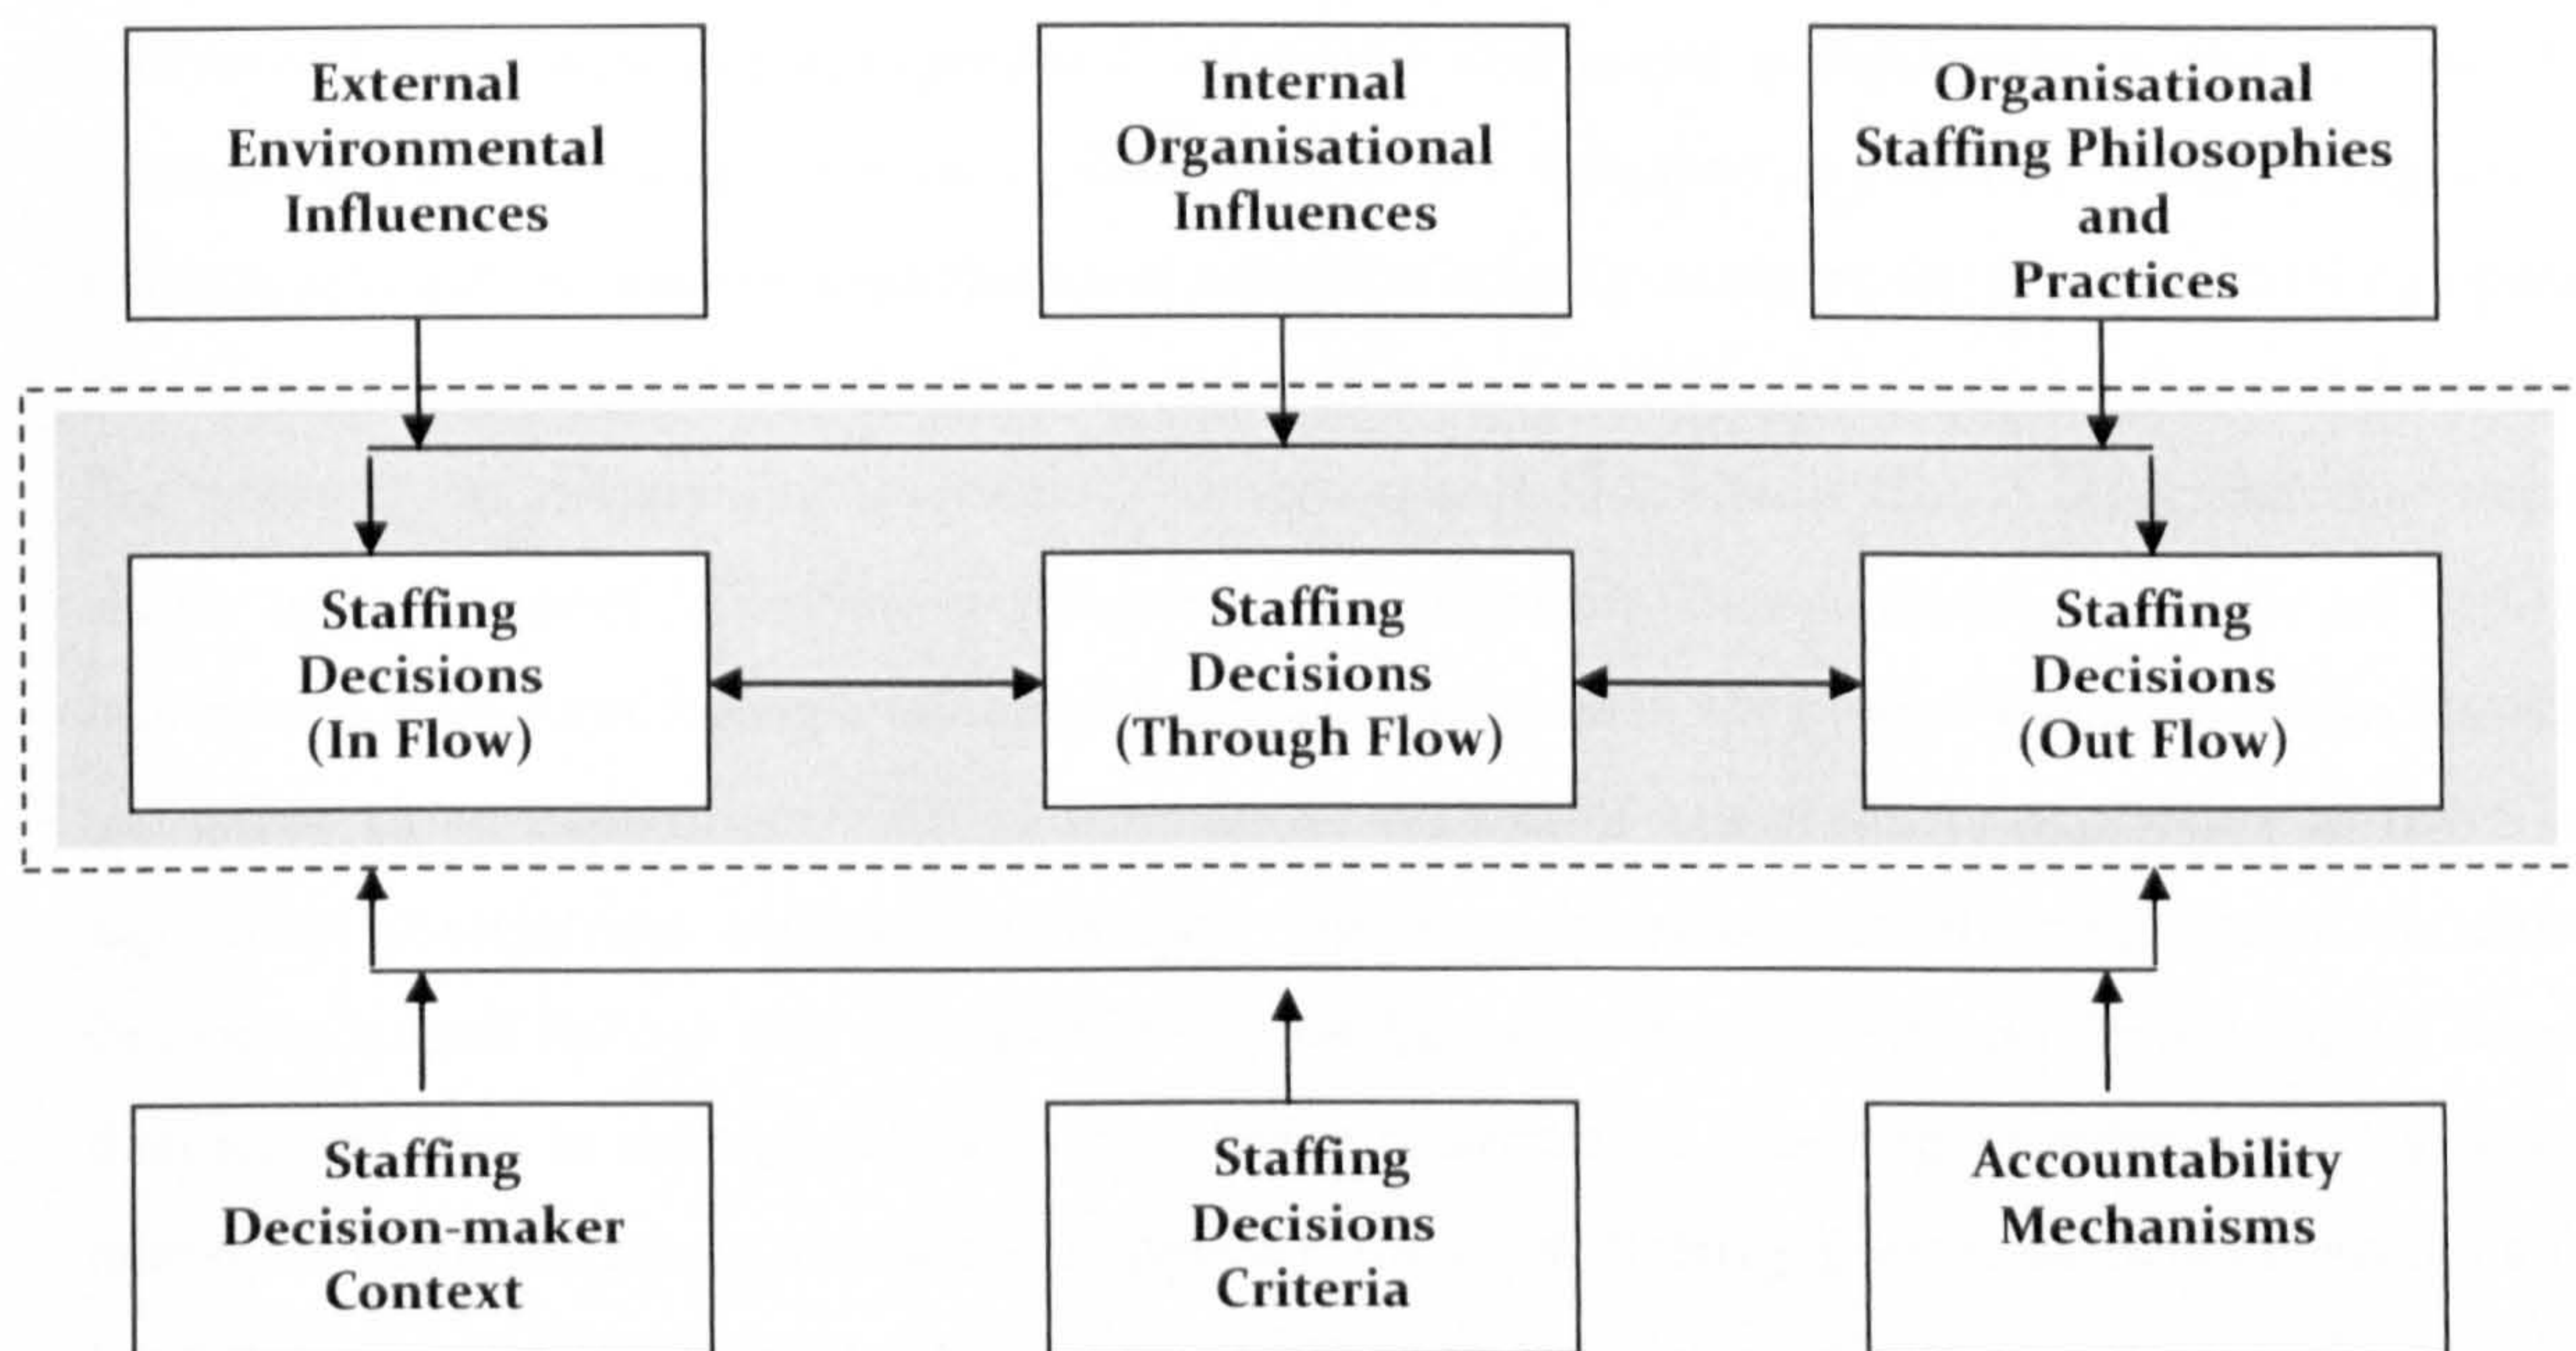 External
Environmental
Influences
Internal
Organisational
Influences
Organisational
Staffing Philosophies
and
Practices
Staffing
Decisions
(In Flow)
Staffing
Decisions
(Through Flow)
Staffing
Decisions
(Out Flow)
Staffing
Decision-maker
Context
Staffing
Decisions
Criteria
Accountability
Mechanisms